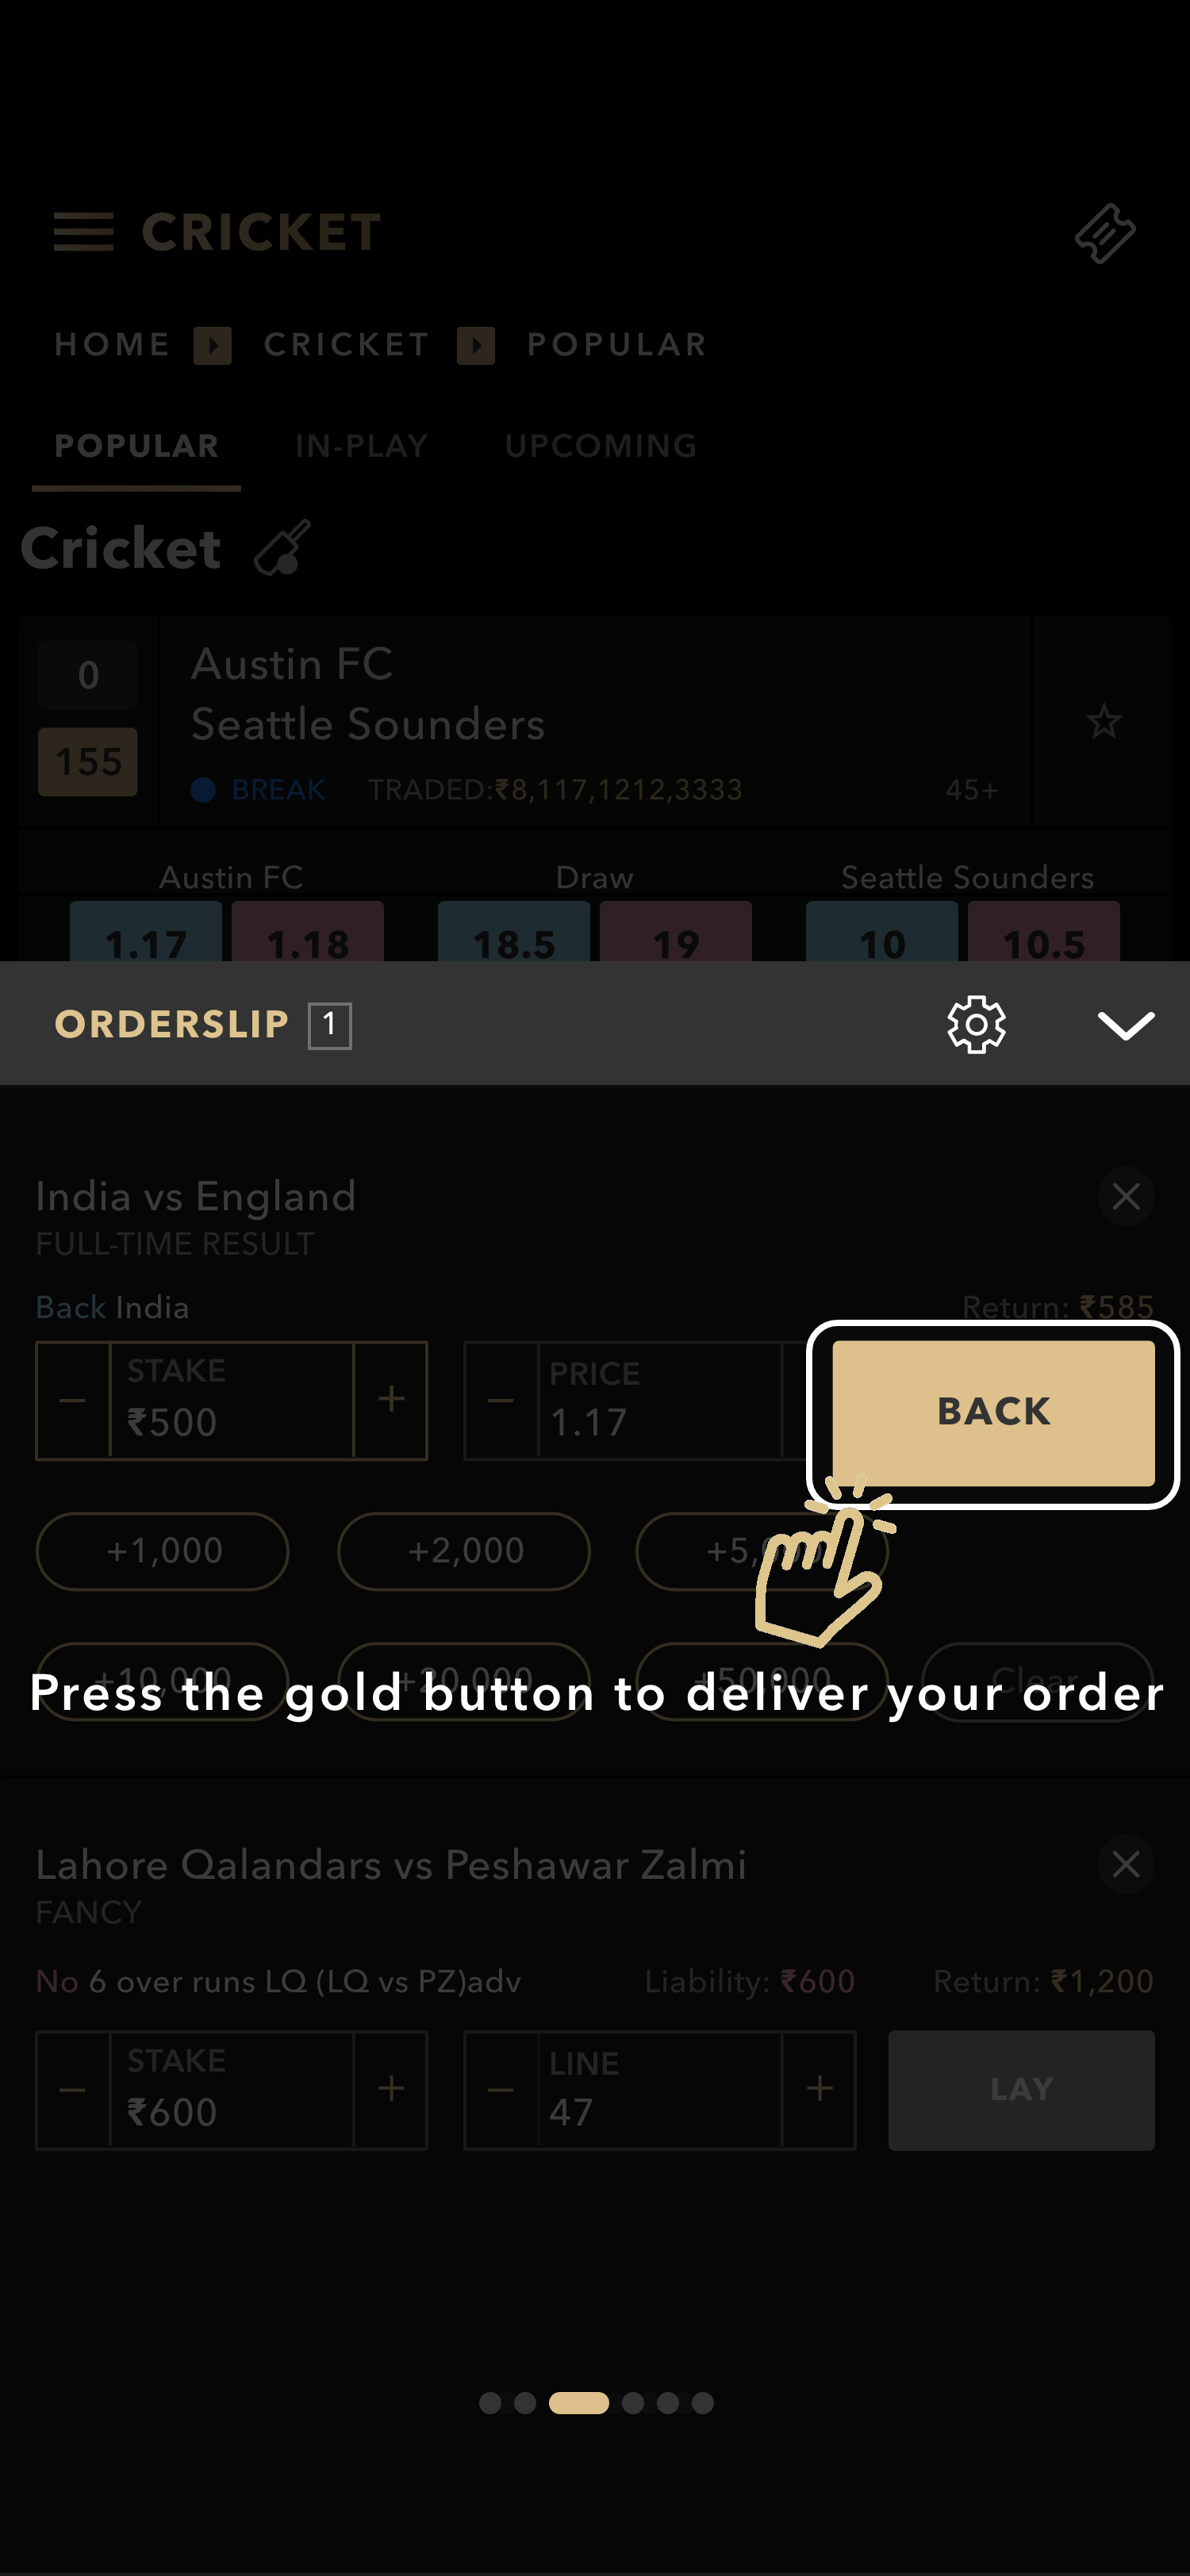 CRICKET
HOME CRICKET POPULAR
POPULAR IN-PLAY UPCOMING
Cricket
0
Austin FC
Seattle Sounders
155
BREAK TRADED:₹8,117,1212,3333 45+
Austin FC Draw Seattle Sounders
1.17 1.18 18.5 19 10 10.5
ORDERSLIP 1
India vs England
FULL-TIME RESULT
Back India Return: ₹585
STAKE PRICE
₹500 1.17
BACK
+1,000 +2,000 +5,000
+10,000 +20,000 +50,000 Clear
Press the gold button to deliver your order
Lahore Qalandars vs Peshawar Zalmi
FANCY
No 6 over runs LQ (LQ vs PZ)adv Liability: ₹600 Return: ₹1,200
STAKE LINE
₹600 47
LAY